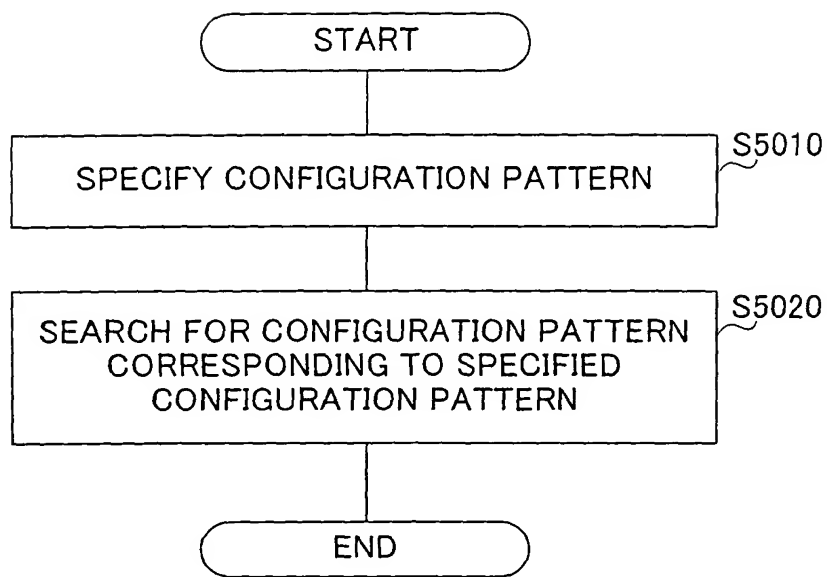 START
S5010
SPECIFY CONFIGURATION PATTERN
S5020
SEARCH FOR CONFIGURATION PATTERN
CORRESPONDING TO SPECIFIED
CONFIGURATION PATTERN
END